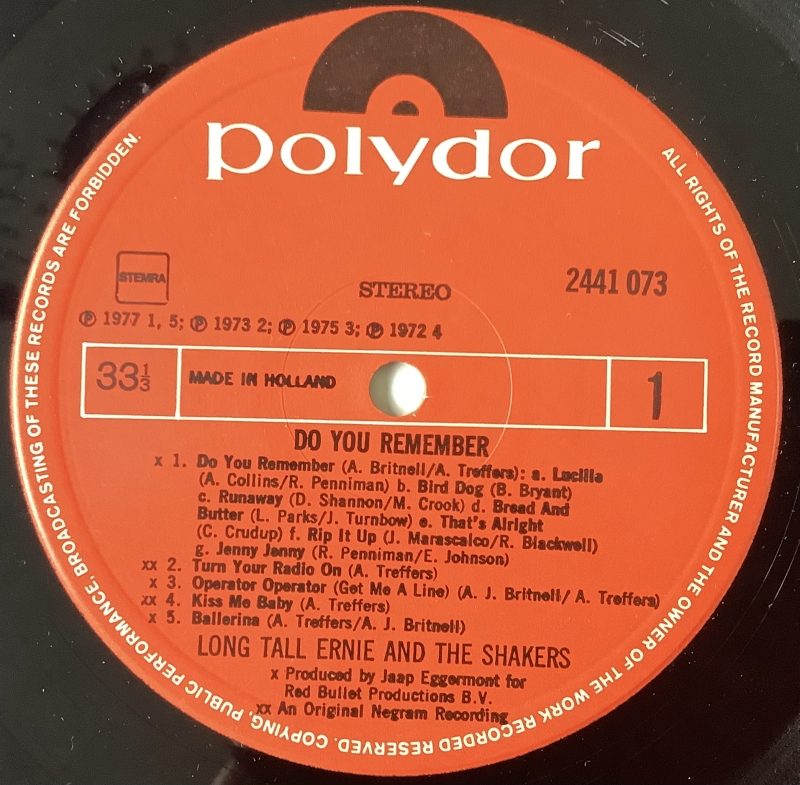 polydor
STEMRA
STEREO
2441 073
℗ 1977 1, 5; ℗ 1973 2; ℗ 1975 3; ℗ 1972 4
33⅓
MADE IN HOLLAND
1
DO YOU REMEMBER
x 1. Do You Remember (A. Britnell/A. Treffers): a. Lucille
(A. Collins/R. Penniman) b. Bird Dog (B. Bryant)
c. Runaway (D. Shannon/M. Crook) d. Bread And
Butter (L. Parks/J. Turnbow) e. That's Alright
(C. Crudup) f. Rip It Up (J. Marascalco/R. Blackwell)
g. Jenny Jenny (R. Penniman/E. Johnson)
xx 2. Turn Your Radio On (A. Treffers)
x 3. Operator Operator (Get Me A Line) (A. J. Britnell/ A. Treffers)
xx 4. Kiss Me Baby (A. Treffers)
x 5. Ballerina (A. Treffers/A. J. Britnell)
LONG TALL ERNIE AND THE SHAKERS
x Produced by Jaap Eggermont for
Red Bullet Productions B.V.
xx An Original Negram Recording
ALL RIGHTS OF THE RECORD MANUFACTURER AND THE OWNER OF THE WORK RECORDED RESERVED. COPYING, PUBLIC PERFORMANCE, BROADCASTING OF THESE RECORDS ARE FORBIDDEN.